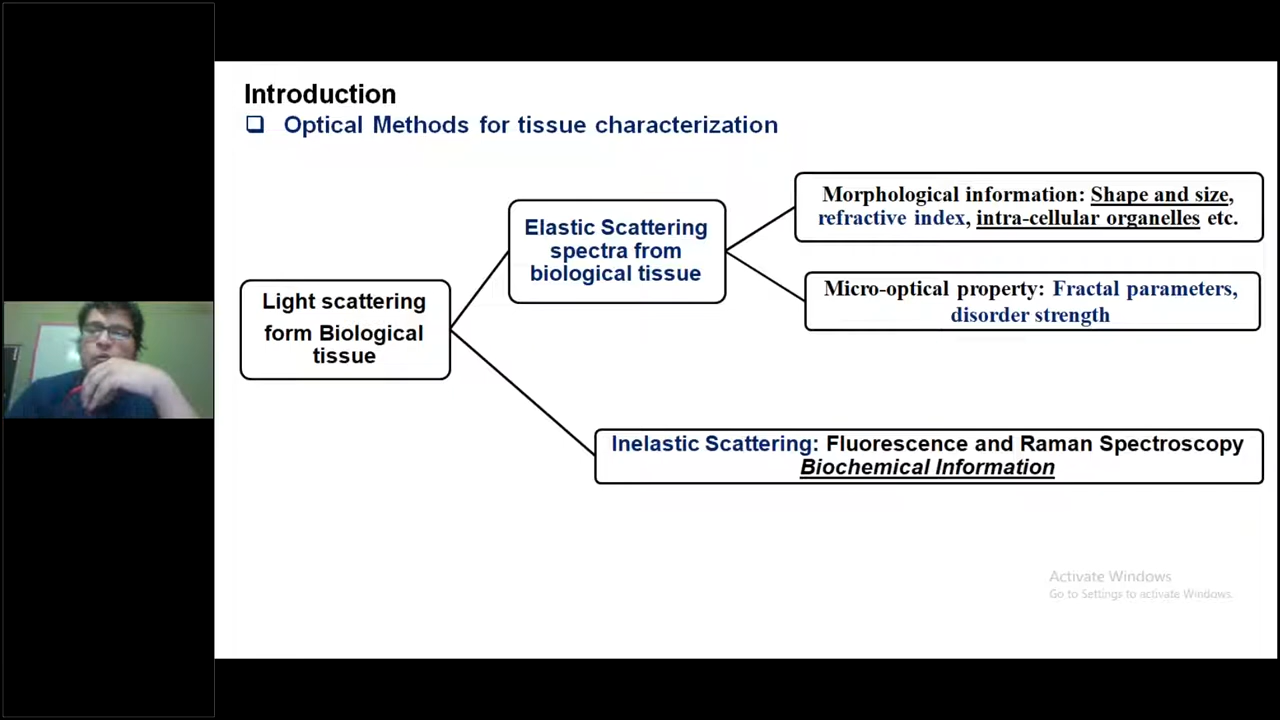 Introduction
❑ Optical Methods for tissue characterization
Light scattering
form Biological
tissue
Elastic Scattering
spectra from
biological tissue
Morphological information: Shape and size,
refractive index, intra-cellular organelles etc.
Micro-optical property: Fractal parameters,
disorder strength
Inelastic Scattering: Fluorescence and Raman Spectroscopy
Biochemical Information
Activate Windows
Go to Settings to activate Windows.